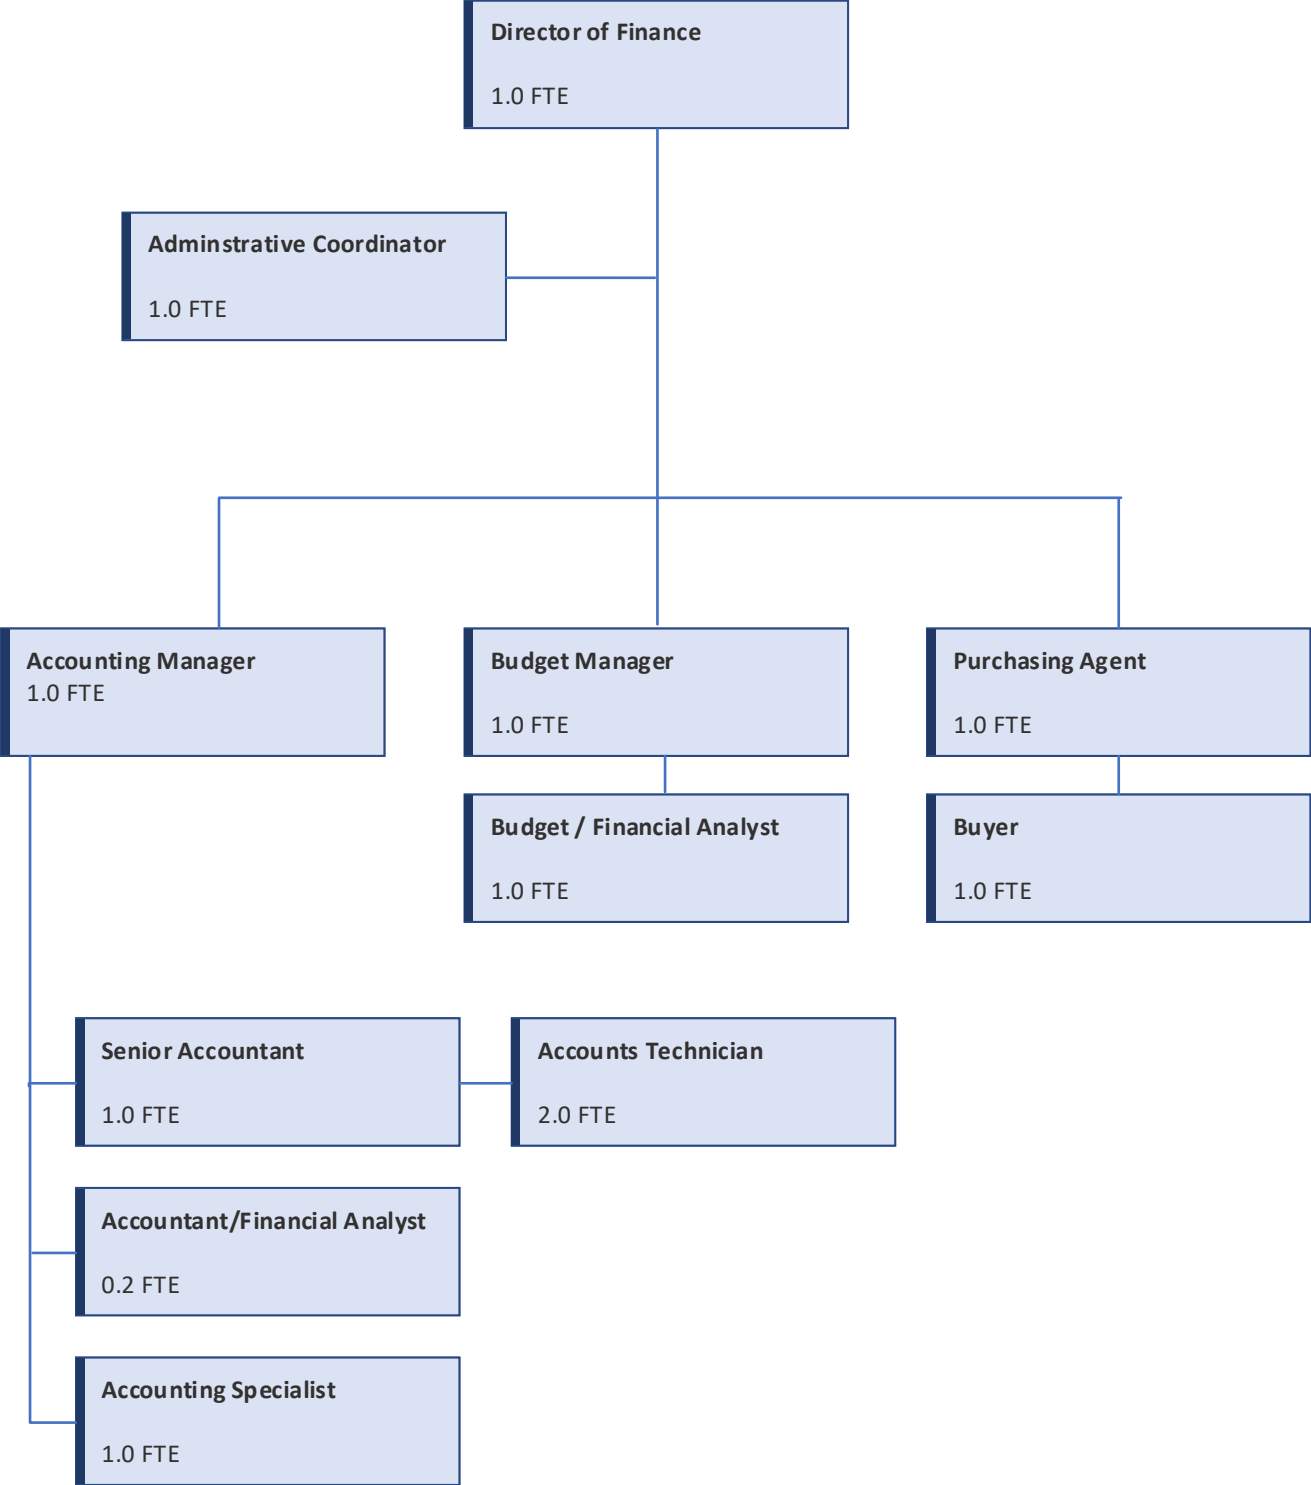 Director of Finance
1.0 FTE
Adminstrative Coordinator
1.0 FTE
Accounting Manager
1.0 FTE
Budget Manager
1.0 FTE
Purchasing Agent
1.0 FTE
Budget / Financial Analyst
1.0 FTE
Buyer
1.0 FTE
Senior Accountant
1.0 FTE
Accounts Technician
2.0 FTE
Accountant/Financial Analyst
0.2 FTE
Accounting Specialist
1.0 FTE